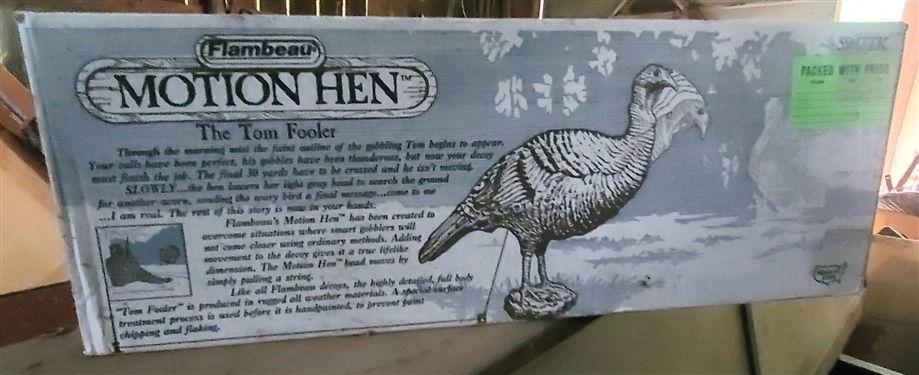 Flambeau®
MOTION HEN™
The Tom Fooler
Through the morning mist the faint outline of the gobbling Tom begins to appear.
Your calls have been perfect, his gobbles have been thunderous, but now your decoy
must finish the job. The final 30 yards have to be crossed and he isn't moving.
SLOWLY....the hen lowers her light gray head to search the ground
for another acorn, sending the wary bird a final message....come to me
...I am real. The rest of this story is now in your hands.
Flambeau's Motion Hen™ has been created to
overcome situations where smart gobblers will
not come closer using ordinary methods. Adding
movement to the decoy gives it a true lifelike
dimension. The Motion Hen™ head moves by
simply pulling a string.
Like all Flambeau decoys, the highly detailed, full body
"Tom Fooler" is produced in rugged all weather materials. A special surface
treatment process is used before it is handpainted, to prevent paint
chipping and flaking.
PACKED WITH PRIDE